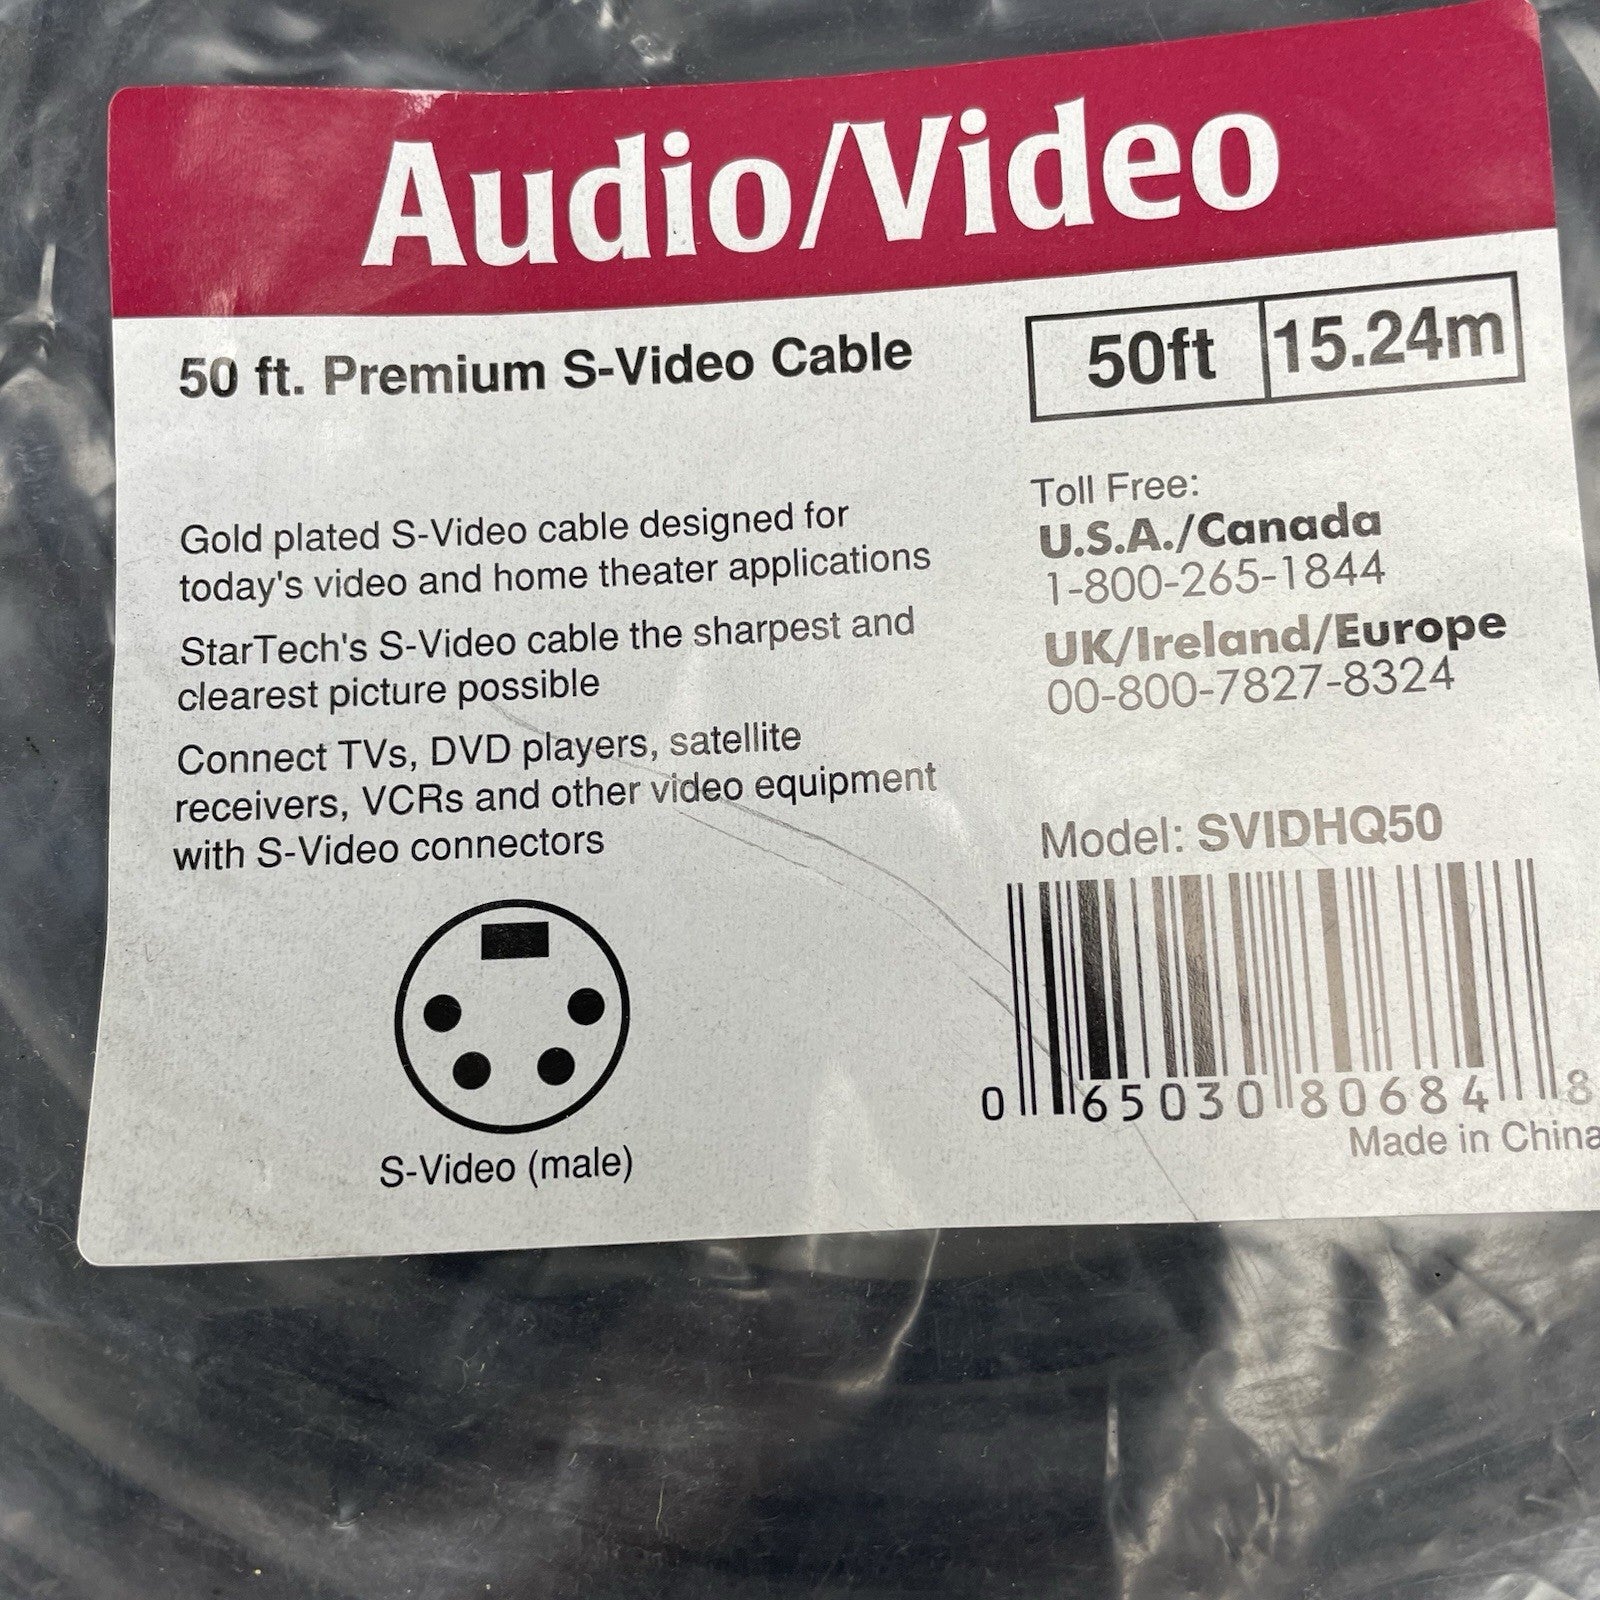 Audio/Video
50 ft. Premium S-Video Cable
50ft 15.24m
Gold plated S-Video cable designed for
today's video and home theater applications
StarTech's S-Video cable the sharpest and
clearest picture possible
Connect TVs, DVD players, satellite
receivers, VCRs and other video equipment
with S-Video connectors
S-Video (male)
Toll Free:
U.S.A./Canada
1-800-265-1844
UK/Ireland/Europe
00-800-7827-8324
Model: SVIDHQ50
0 65030 80684 8
Made in China